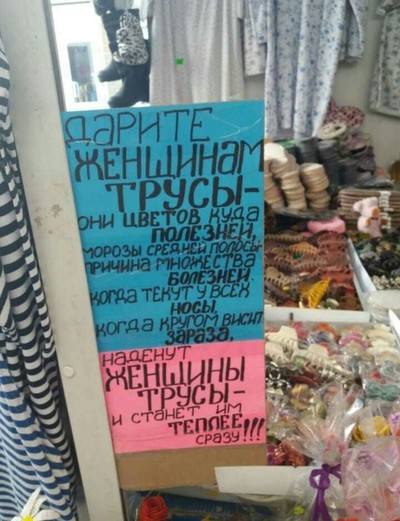 ДАРИТЕ
ЖЕНЩИНАМ
ТРУСЫ-
ОНИ ЦВЕТОВ КУДА
ПОЛЕЗНЕЙ,
МОРОЗЫ СРЕДНЕЙ ПОЛОСЫ
ПРИЧИНА МНОЖЕСТВА
БОЛЕЗНЕЙ.
КОГДА ТЕКУТ У ВСЕХ
НОСЫ,
КОГДА КРУГОМ ВИСИТ
ЗАРАЗА,
НАДЕНУТ
ЖЕНЩИНЫ
ТРУСЫ-
И СТАНЕТ ИМ
ТЕПЛЕЕ
СРАЗУ!!!